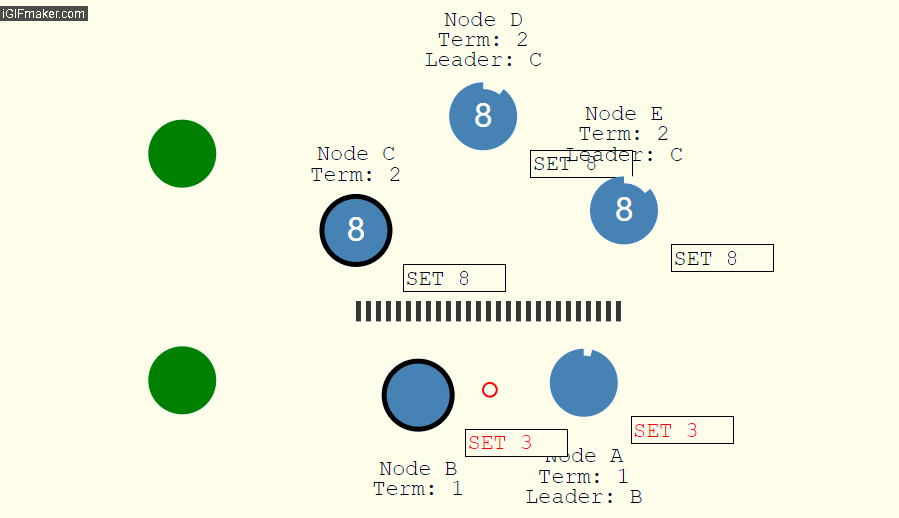 iGIFmaker.com
Node D
Term: 2
Leader: C
8
Node E
Term: 2
Leader: C
SET 8
8
Node C
Term: 2
8
SET 8
SET 8
SET 3
SET 3
Node B
Term: 1
Node A
Term: 1
Leader: B